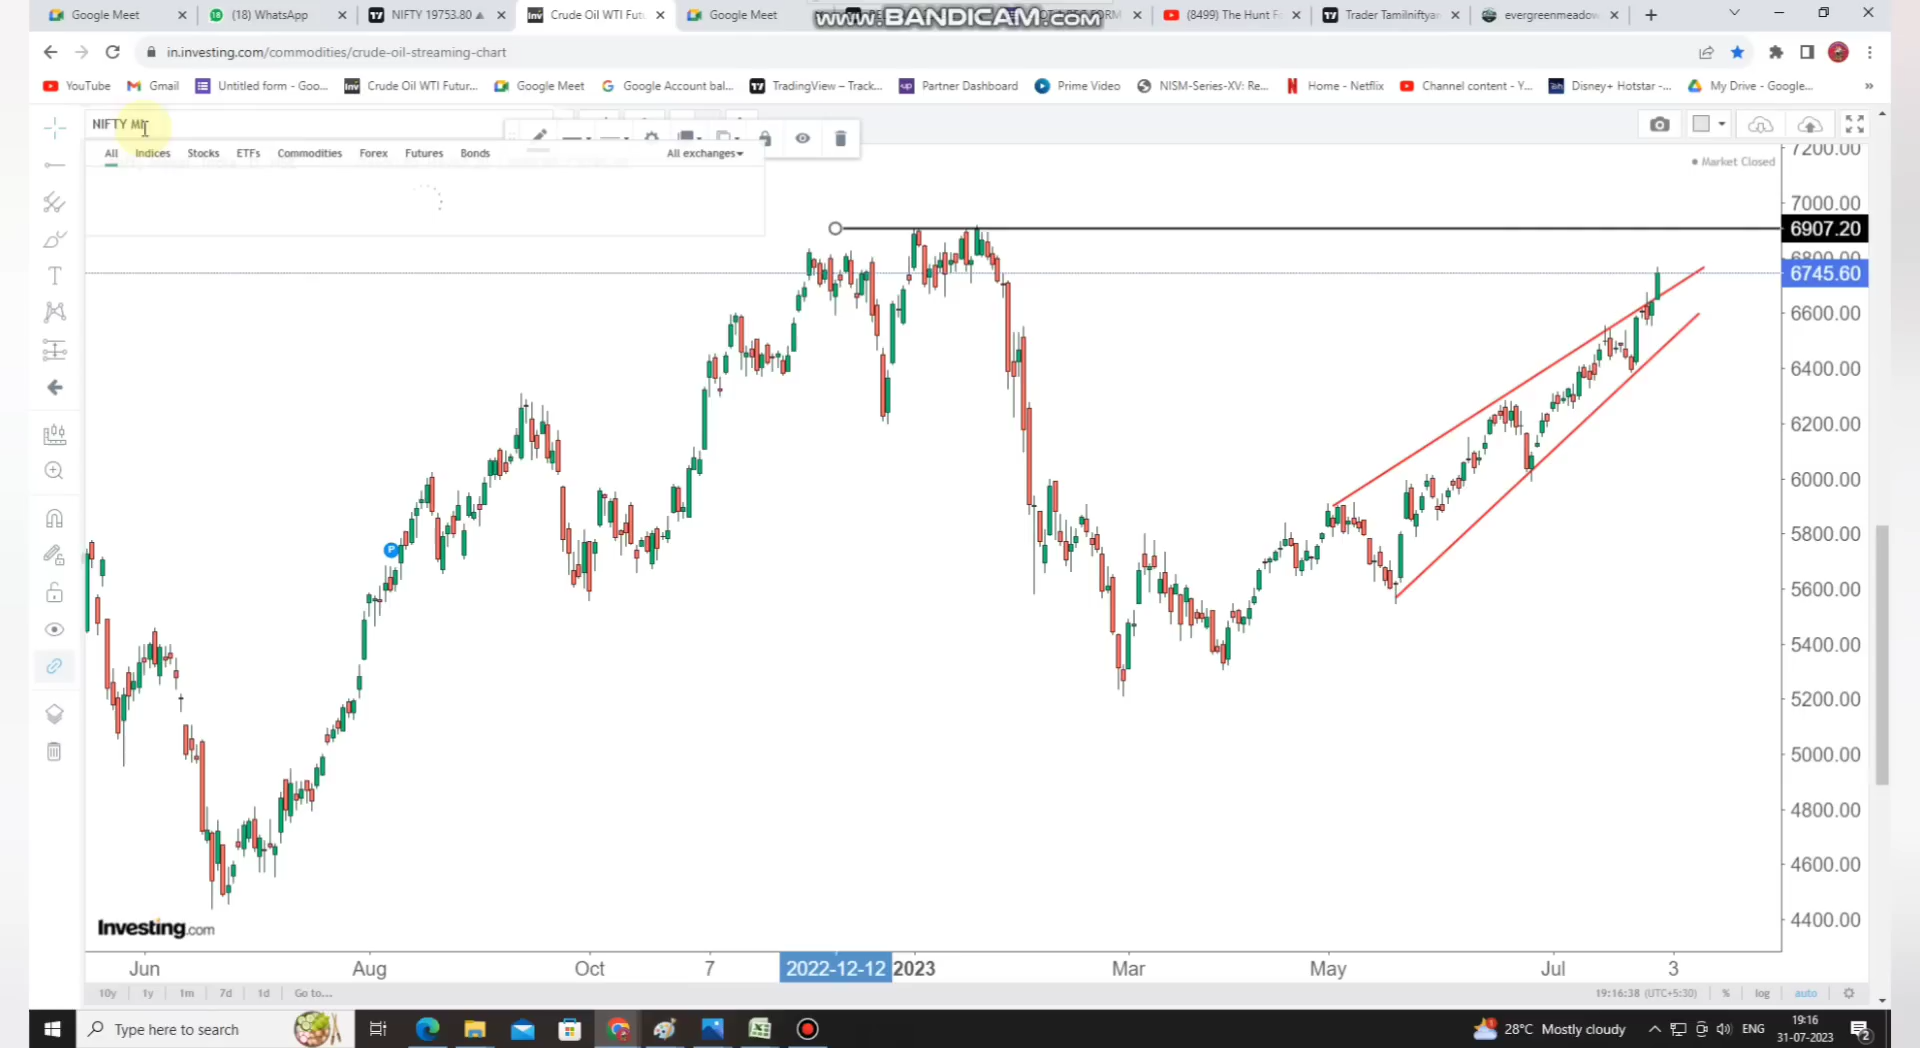 Google Meet
(18) WhatsApp
NIFTY 19753.80
Crude Oil WTI Futu
Google Meet
www.BANDICAM.com
(8499) The Hunt F
Trader Tamilniftyan
evergreenmeadow
in.investing.com/commodities/crude-oil-streaming-chart
YouTube
Gmail
Untitled form - Goo...
Crude Oil WTI Futur...
Google Meet
Google Account bal...
TradingView – Track...
Partner Dashboard
Prime Video
NISM-Series-XV: Re...
Home - Netflix
Channel content - Y...
Disney+ Hotstar -...
My Drive - Google...
NIFTY
All
Indices
Stocks
ETFs
Commodities
Forex
Futures
Bonds
All exchanges
Market Closed
7200.00
7000.00
6907.20
6800.00
6745.60
6600.00
6400.00
6200.00
6000.00
5800.00
5600.00
5400.00
5200.00
5000.00
4800.00
4600.00
4400.00
P
Investing.com
Jun
Aug
Oct
7
2022-12-12
2023
Mar
May
Jul
3
10y
1y
1m
7d
1d
Go to...
19:16:38 (UTC+5:30)
%
log
auto
Type here to search
28°C Mostly cloudy
ENG
19:16
31-07-2023
2